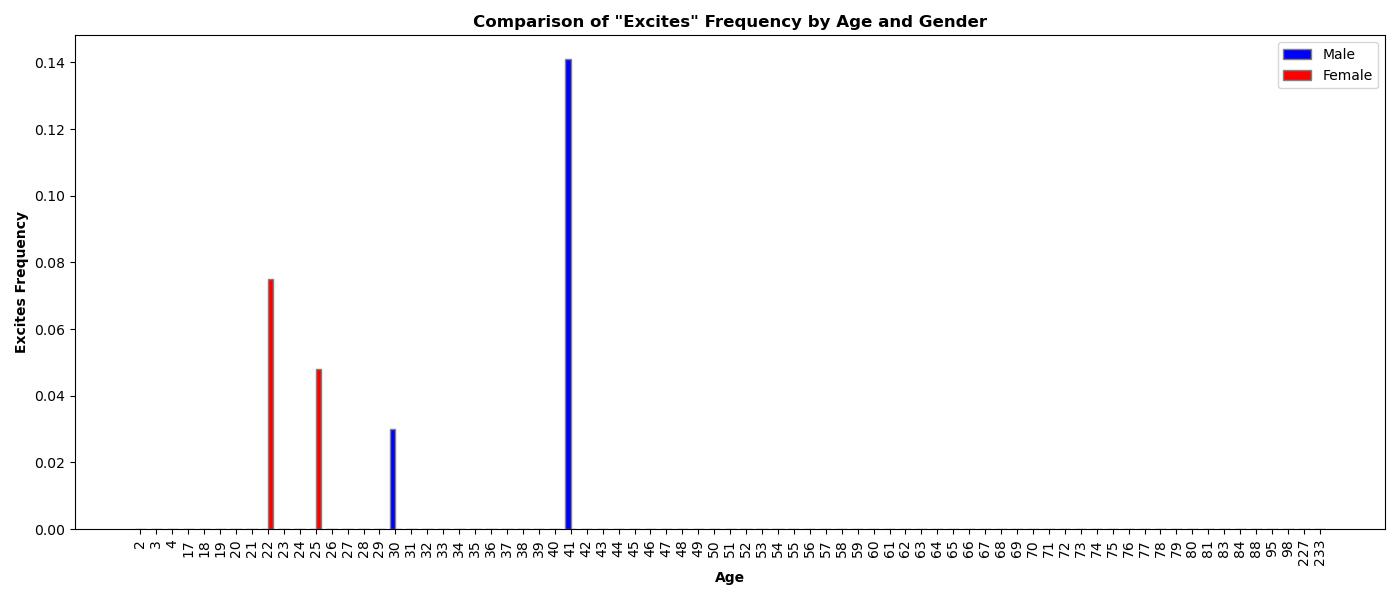 Comparison of "Excites" Frequency by Age and Gender
Male
Female
Excites Frequency
0.14
0.12
0.10
0.08
0.06
0.04
0.02
0.00
2 3 4 17 18 19 20 21 22 23 24 25 26 27 28 29 30 31 32 33 34 35 36 37 38 39 40 41 42 43 44 45 46 47 48 49 50 51 52 53 54 55 56 57 58 59 60 61 62 63 64 65 66 67 68 69 70 71 72 73 74 75 76 77 78 79 80 81 83 84 88 95 98 227 233
Age